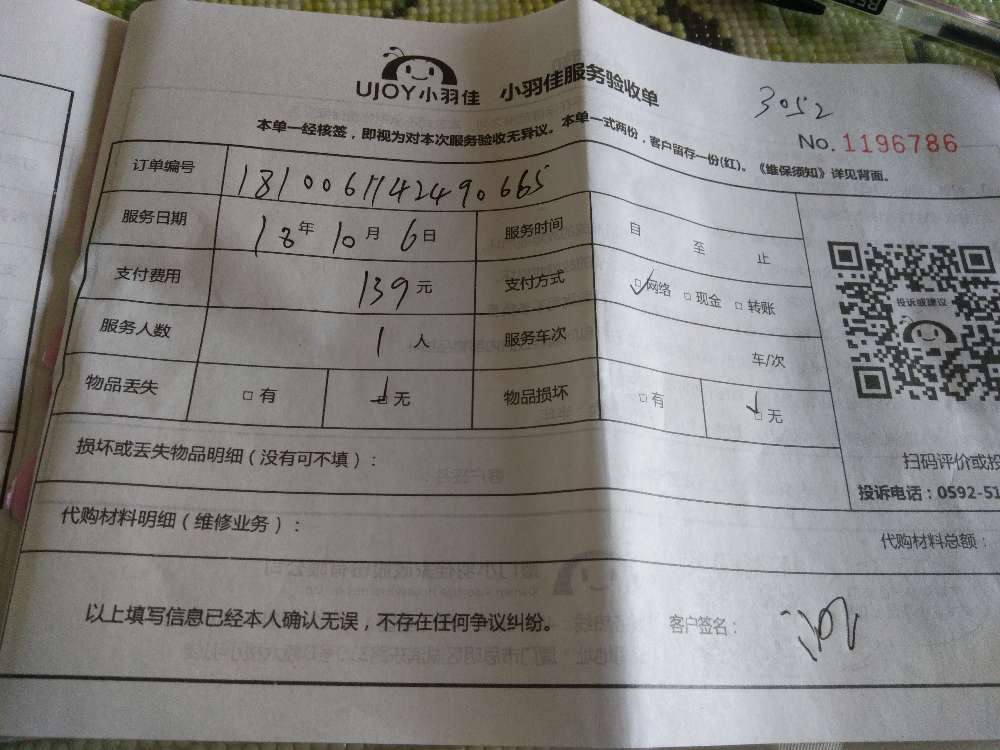 UJOY小羽佳 小羽佳服务验收单
3052
本单一经核签，即视为对本次服务验收无异议。本单一式两份，客户留存一份(红)。《维保须知》详见背面。
No. 1196786
订单编号 1810061742490665
服务日期 18年10月6日 服务时间 自 至 止
支付费用 139元 支付方式 ☑网络 □现金 □转账
服务人数 1人 服务车次 车/次
物品丢失 □有 ☑无 物品损坏 □有 ☑无
投诉或建议
扫码评价或投
投诉电话：0592-51
损坏或丢失物品明细（没有可不填）：
代购材料明细（维修业务）：
代购材料总额：
以上填写信息已经本人确认无误，不存在任何争议纠纷。 客户签名：